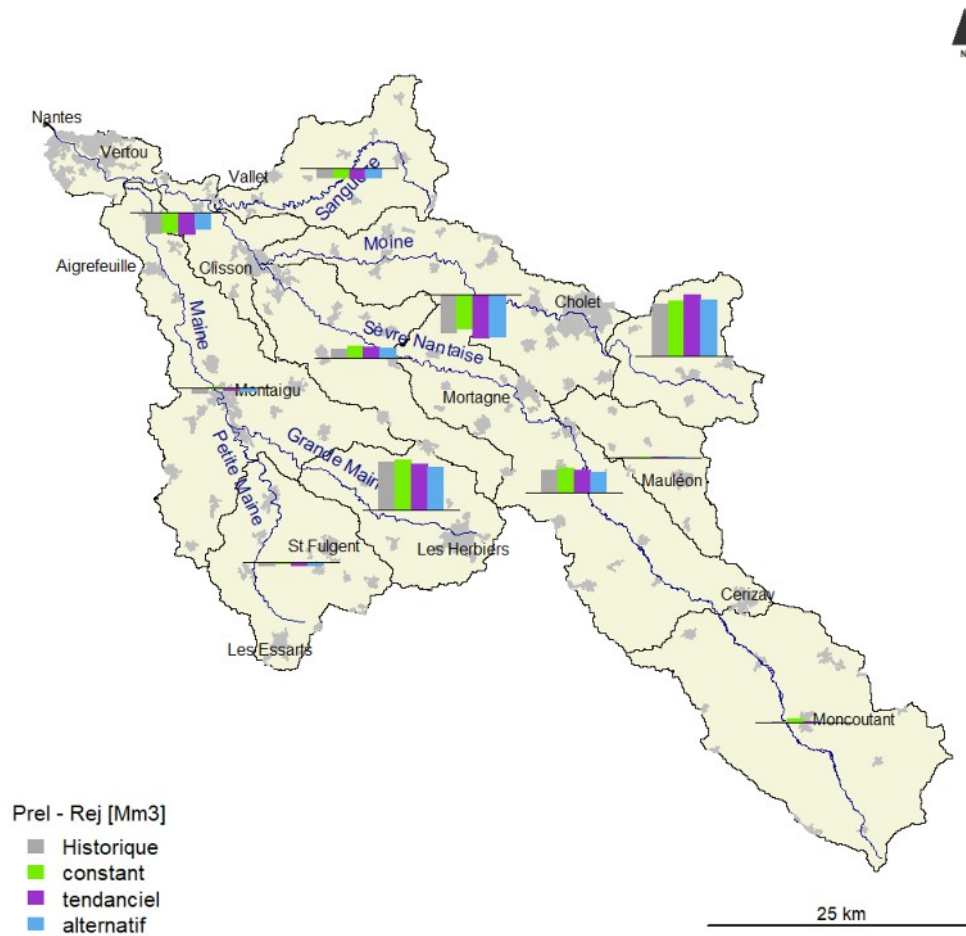 N
Nantes
Vertou
Vallet
Sanguèze
Moine
Aigrefeuille
Clisson
Cholet
Maine
Sèvre Nantaise
Montaigu
Mortagne
Petite Maine
Grande Main
Mauléon
St Fulgent
Les Herbiers
Cerizay
Les Essarts
Moncoutant
Prel - Rej [Mm3]
Historique
constant
tendanciel
alternatif
25 km